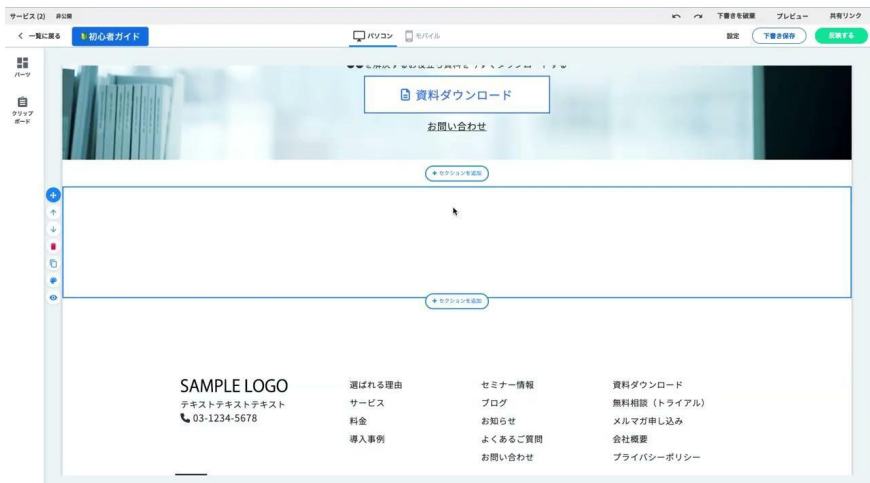 サービス (2) 非公開 下書きを破棄 プレビュー 共有リンク
一覧に戻る 初心者ガイド パソコン モバイル 設定 下書き保存 反映する
パーツ
クリップ
ボード
資料ダウンロード
お問い合わせ
+ セクションを追加
+ セクションを追加
SAMPLE LOGO
テキストテキストテキスト
03-1234-5678
選ばれる理由
サービス
料金
導入事例
セミナー情報
ブログ
お知らせ
よくあるご質問
お問い合わせ
資料ダウンロード
無料相談（トライアル）
メルマガ申し込み
会社概要
プライバシーポリシー